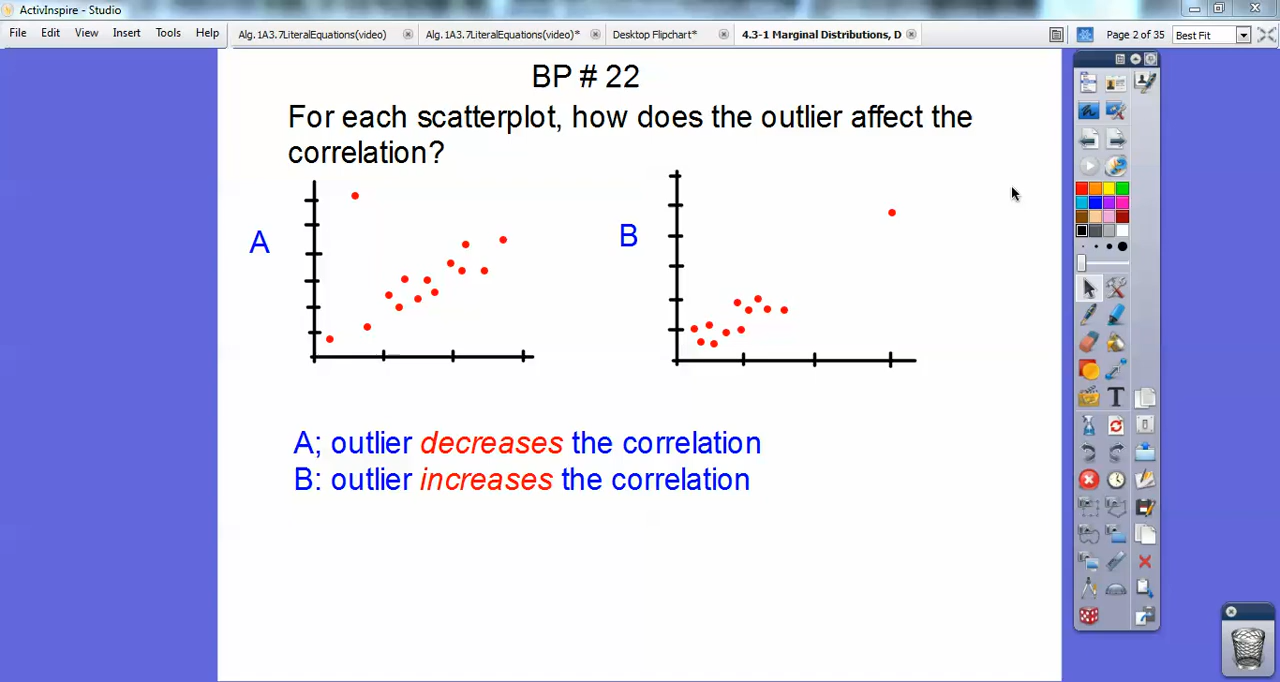 ActivInspire - Studio
File Edit View Insert Tools Help
Alg.1A3.7LiteralEquations(video)
Alg.1A3.7LiteralEquations(video)*
Desktop Flipchart*
4.3-1 Marginal Distributions, D
Page 2 of 35
Best Fit
BP # 22
For each scatterplot, how does the outlier affect the
correlation?
A
B
A; outlier decreases the correlation
B: outlier increases the correlation
T